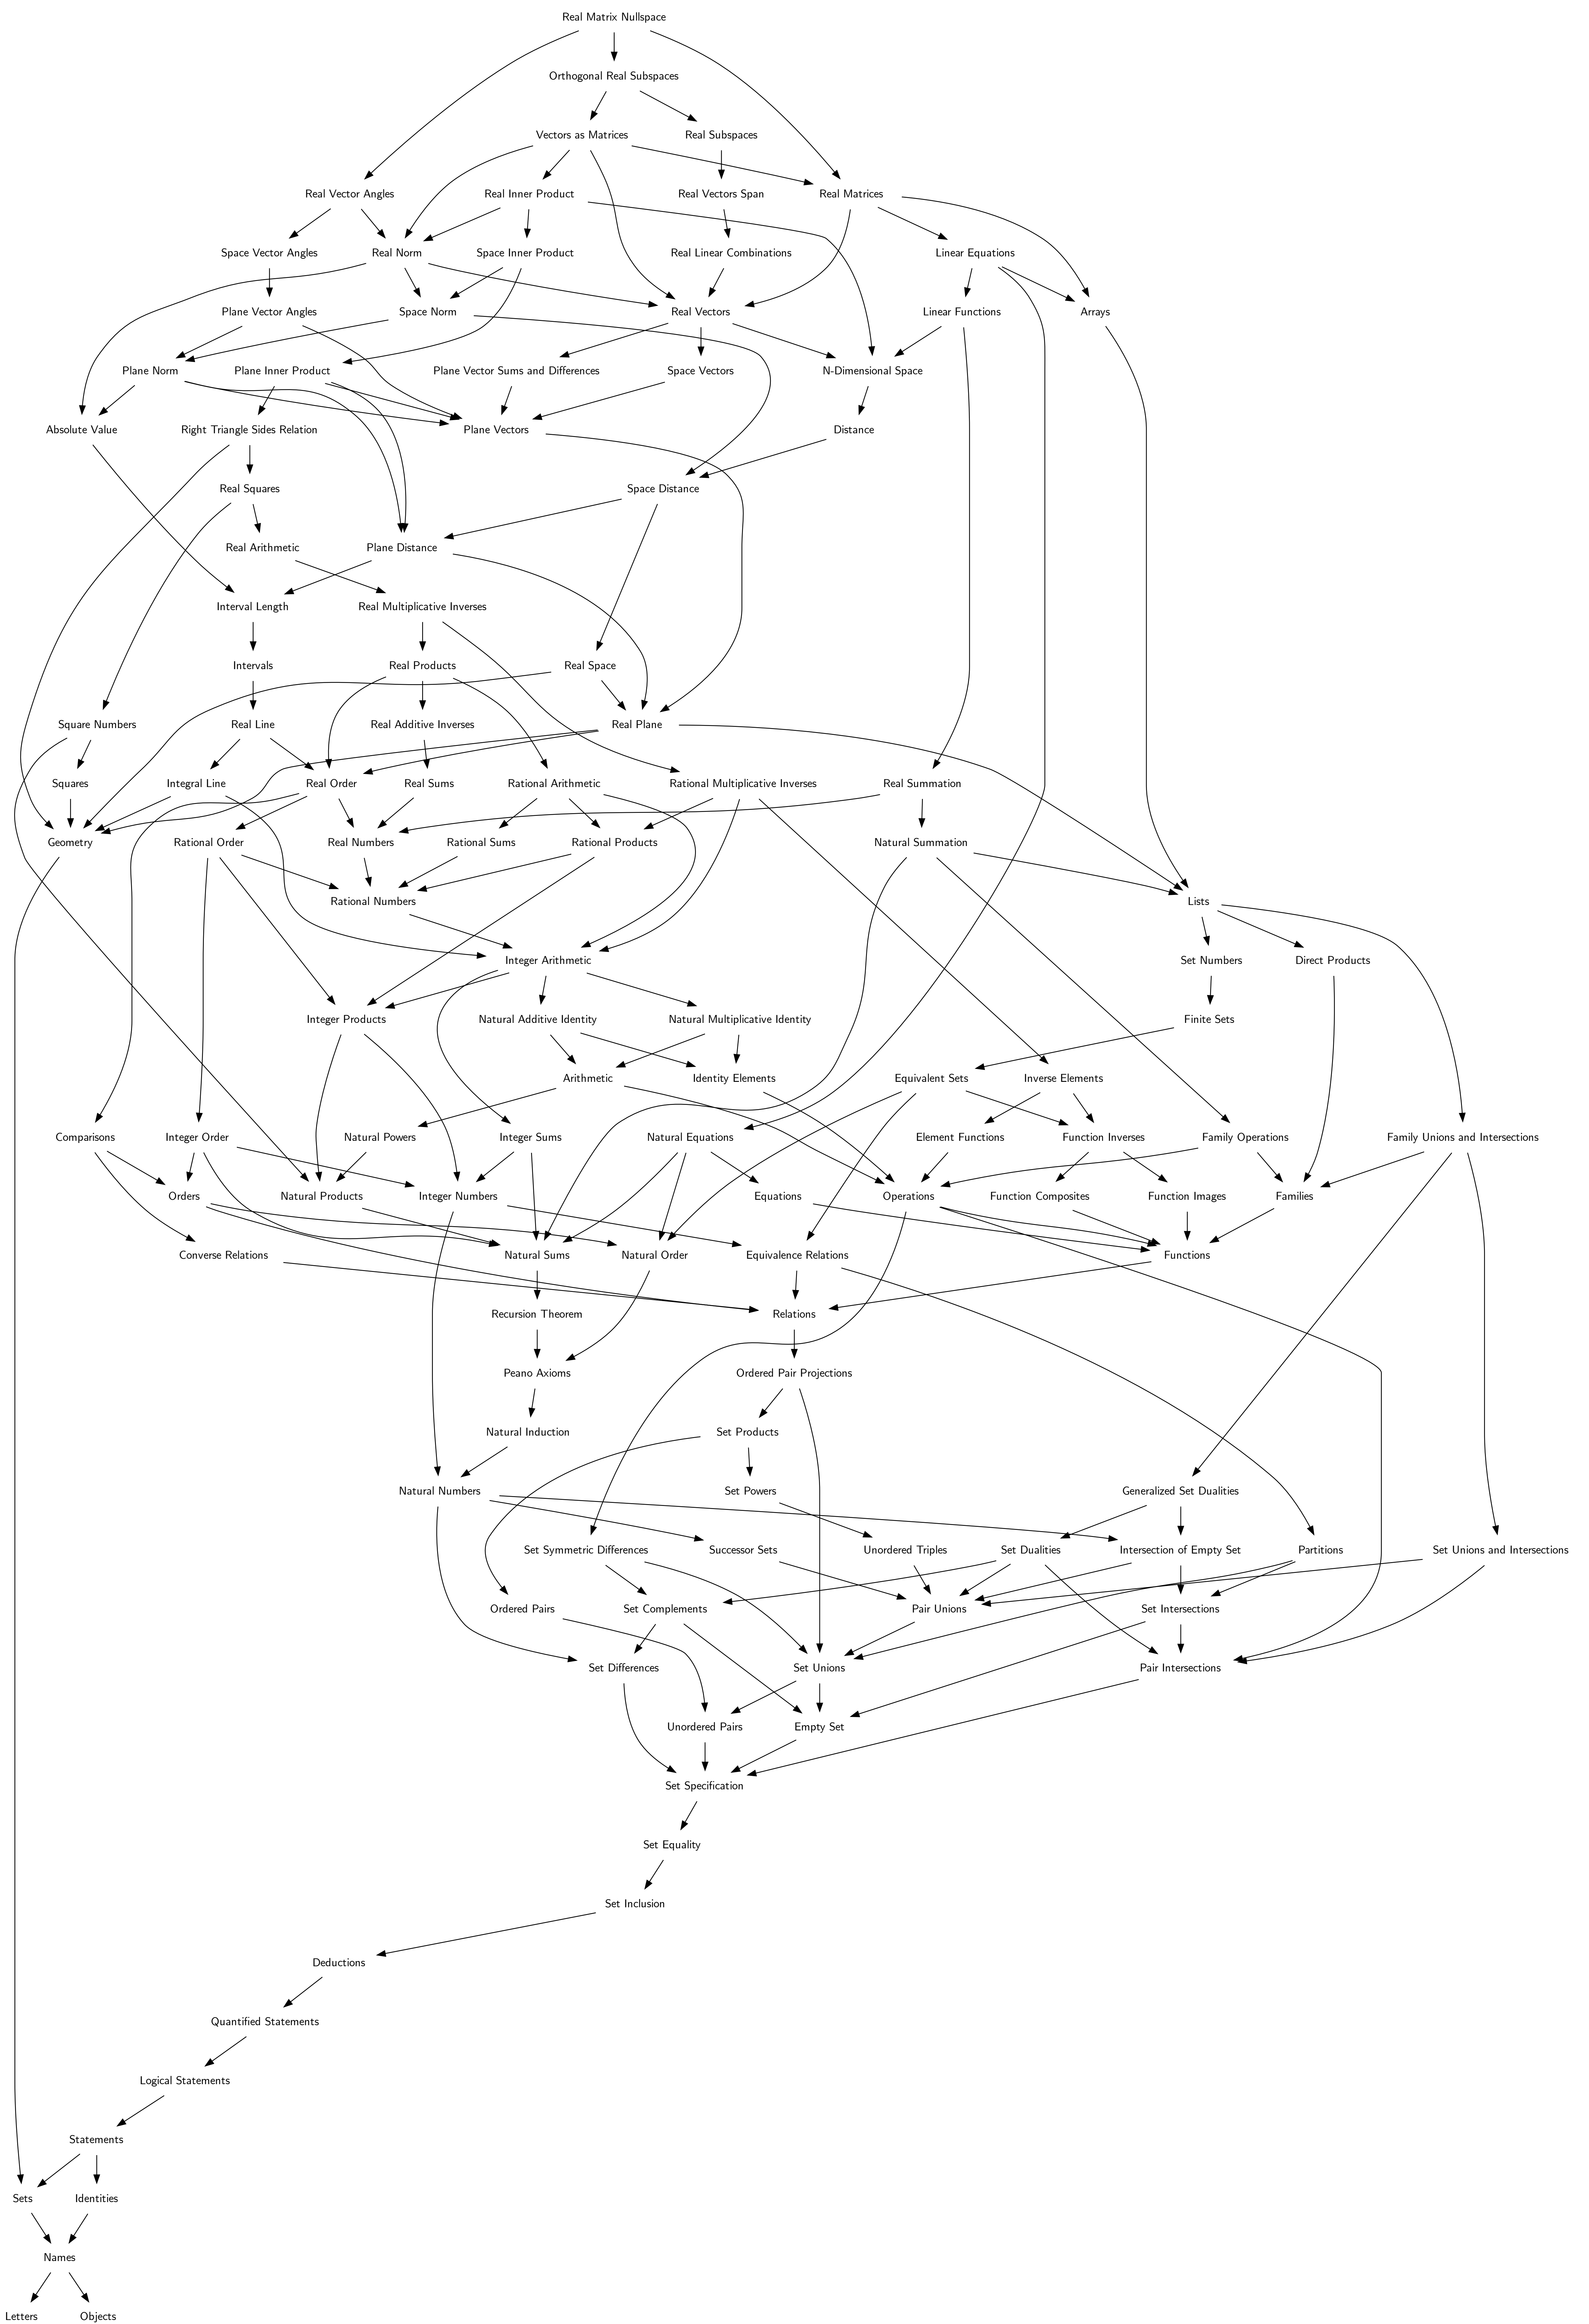 Real Matrix Nullspace
Orthogonal Real Subspaces
Vectors as Matrices
Real Subspaces
Real Vector Angles
Real Inner Product
Real Vectors Span
Real Matrices
Space Vector Angles
Real Norm
Space Inner Product
Real Linear Combinations
Linear Equations
Plane Vector Angles
Space Norm
Real Vectors
Linear Functions
Arrays
Plane Norm
Plane Inner Product
Plane Vector Sums and Differences
Space Vectors
N-Dimensional Space
Absolute Value
Right Triangle Sides Relation
Plane Vectors
Distance
Real Squares
Space Distance
Real Arithmetic
Plane Distance
Interval Length
Real Multiplicative Inverses
Intervals
Real Products
Real Space
Square Numbers
Real Line
Real Additive Inverses
Real Plane
Squares
Integral Line
Real Order
Real Sums
Rational Arithmetic
Rational Multiplicative Inverses
Real Summation
Geometry
Rational Order
Real Numbers
Rational Sums
Rational Products
Natural Summation
Rational Numbers
Lists
Integer Arithmetic
Set Numbers
Direct Products
Integer Products
Natural Additive Identity
Natural Multiplicative Identity
Finite Sets
Arithmetic
Identity Elements
Equivalent Sets
Inverse Elements
Comparisons
Integer Order
Natural Powers
Integer Sums
Natural Equations
Element Functions
Function Inverses
Family Operations
Family Unions and Intersections
Orders
Natural Products
Integer Numbers
Equations
Operations
Function Composites
Function Images
Families
Converse Relations
Natural Sums
Natural Order
Equivalence Relations
Functions
Recursion Theorem
Relations
Peano Axioms
Ordered Pair Projections
Natural Induction
Set Products
Natural Numbers
Set Powers
Generalized Set Dualities
Set Symmetric Differences
Successor Sets
Unordered Triples
Set Dualities
Intersection of Empty Set
Partitions
Set Unions and Intersections
Ordered Pairs
Set Complements
Pair Unions
Set Intersections
Set Differences
Set Unions
Pair Intersections
Unordered Pairs
Empty Set
Set Specification
Set Equality
Set Inclusion
Deductions
Quantified Statements
Logical Statements
Statements
Sets
Identities
Names
Letters
Objects